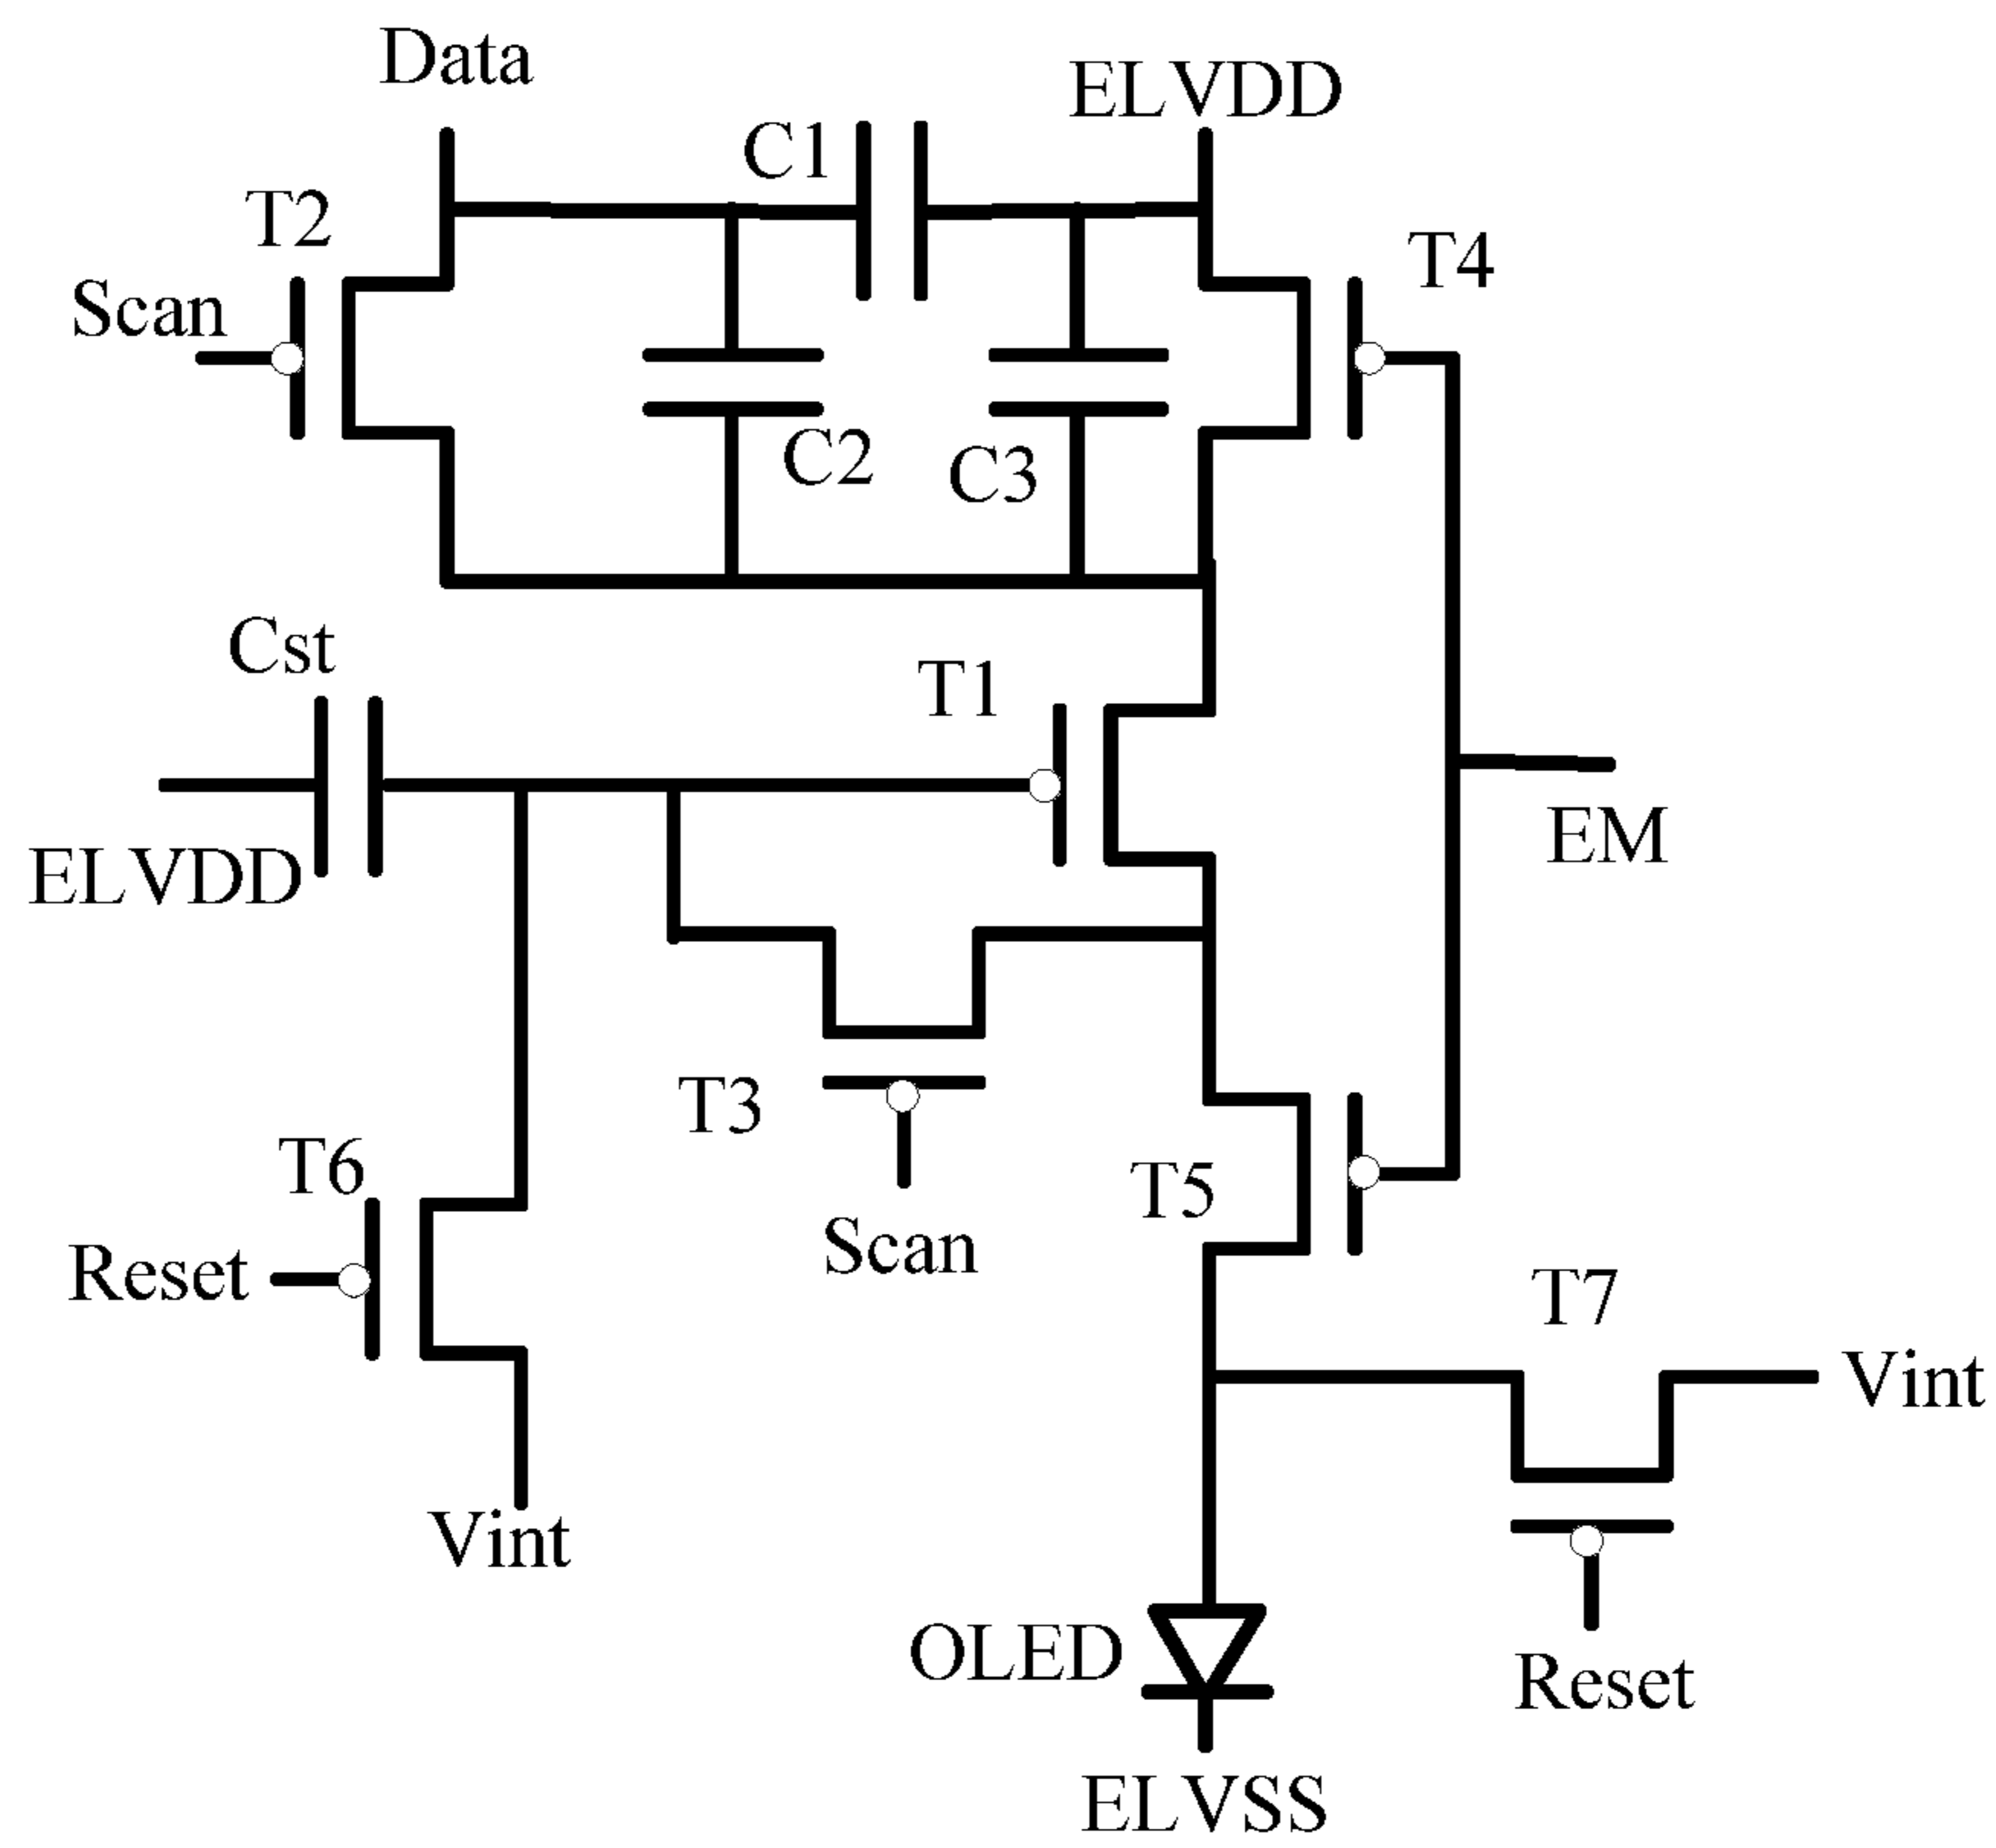 Data
ELVDD
C1
T2
T4
Scan
C2
C3
Cst
T1
EM
ELVDD
T3
T6
T5
Scan
Reset
T7
Vint
Vint
OLED
Reset
ELVSS